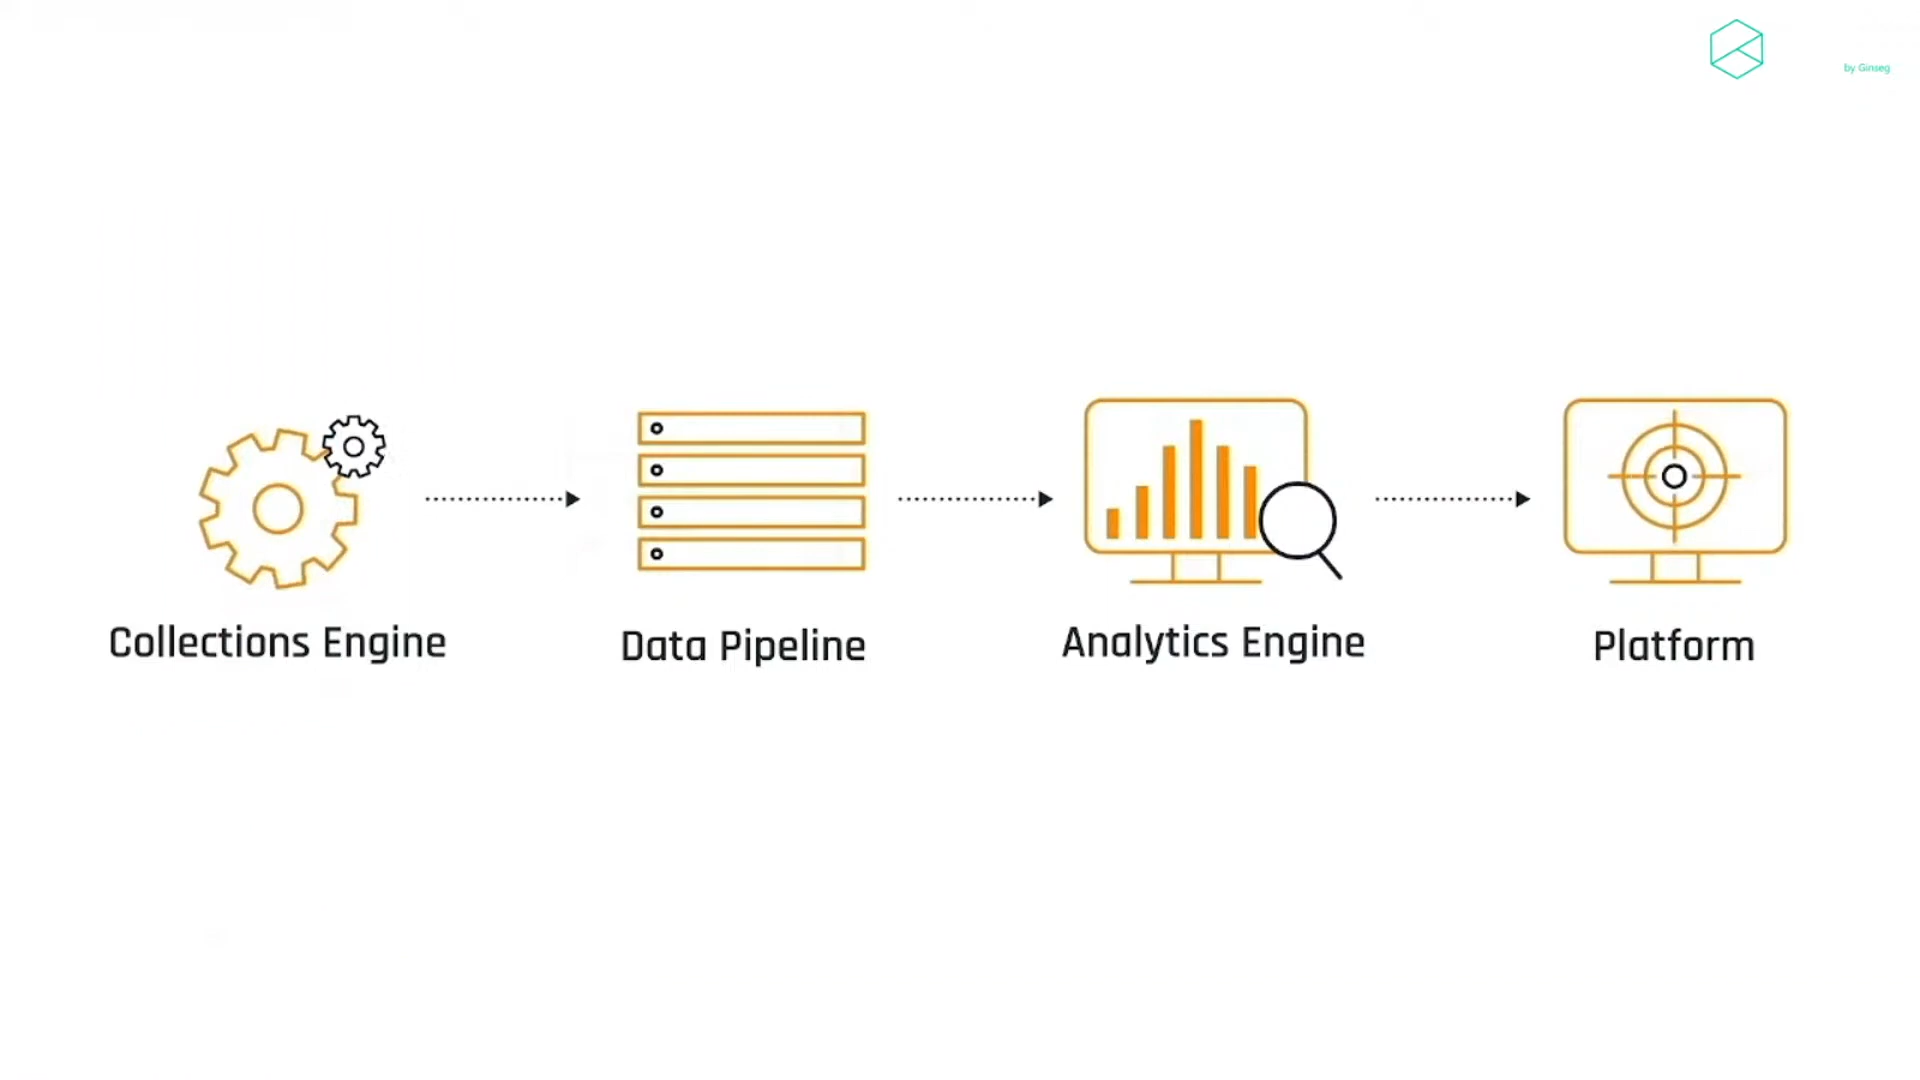 by Ginseg
Collections Engine
Data Pipeline
Analytics Engine
Platform